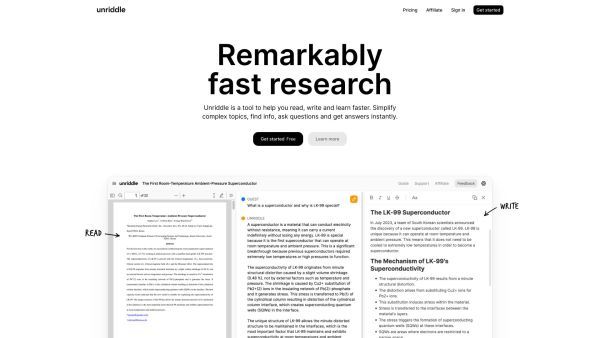 unriddle
Pricing Affiliate Sign in Get started
Remarkably
fast research
Unriddle is a tool to help you read, write and learn faster. Simplify
complex topics, find info, ask questions and get answers instantly.
Get started Free Learn more
unriddle The First Room-Temperature Ambient-Pressure Superconductor
Guide Support Affiliate Feedback
READ
The First Room-Temperature Ambient-Pressure Superconductor
GUEST
What is a superconductor and why is LK-99 special?
UNRIDDLE
A superconductor is a material that can conduct electricity
without resistance, meaning it can carry a current
indefinitely without losing any energy. LK-99 is special
because it is the first superconductor that can operate at
room temperature and ambient pressure. This is a significant
breakthrough because previous superconductors required
extremely low temperatures or high pressures to function.
The superconductivity of LK-99 originates from minute
structural distortion caused by a slight volume shrinkage
(0.48 %), not by external factors such as temperature and
pressure. The shrinkage is caused by Cu2+ substitution of
Pb2+(2) ions in the insulating network of Pb(2)-phosphate
and it generates the stress. This stress is transferred to Pb(1) of
the cylindrical column resulting in distortion of the cylindrical
column interface, which creates superconducting quantum
wells (SQWs) in the interface.
The unique structure of LK-99 allows the minute distorted
structure to be maintained in the interfaces, which is the
most important factor that LK-99 maintains and exhibits
superconductivity at room temperatures and ambient
WRITE
B I U S Aa
The LK-99 Superconductor
In July 2023, a team of South Korean scientists announced
the discovery of a new superconductor called LK-99. LK-99 is
unique because it can operate at room temperature and
ambient pressure. This means that it does not need to be
cooled to extremely low temperatures in order to become a
superconductor.
The Mechanism of LK-99's
Superconductivity
The superconductivity of LK-99 results from a minute
structural distortion.
The distortion arises from substituting Cu2+ ions for
Pb2+ ions.
This substitution induces stress within the material.
Stress is transferred to the interfaces between the
material's layers.
The stress triggers the formation of superconducting
quantum wells (SQWs) at these interfaces.
SQWs are areas where electrons are restricted to a